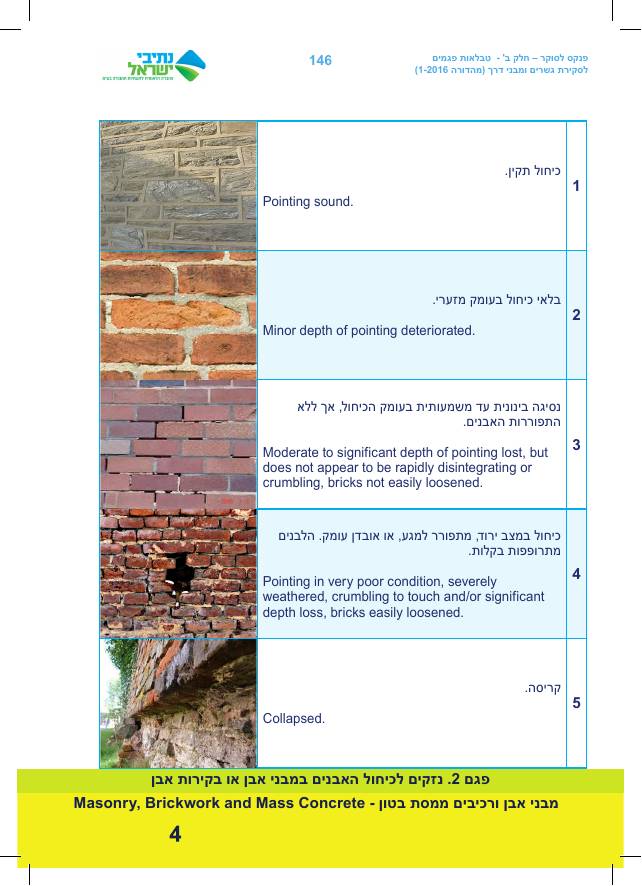 פנקס לסוקר – חלק ב' - טבלאות פגמים
לסקירת גשרים ומבני דרך (מהדורה 1-2016)
146
נתיבי
ישראל
החברה הלאומית לתשתיות תחבורה בע"מ
1
כיחול תקין.
Pointing sound.
2
בלאי כיחול בעומק מזערי.
Minor depth of pointing deteriorated.
3
נסיגה בינונית עד משמעותית בעומק הכיחול, אך ללא
התפוררות האבנים.
Moderate to significant depth of pointing lost, but
does not appear to be rapidly disintegrating or
crumbling, bricks not easily loosened.
4
כיחול במצב ירוד, מתפורר למגע, או אובדן עומק. הלבנים
מתרופפות בקלות.
Pointing in very poor condition, severely
weathered, crumbling to touch and/or significant
depth loss, bricks easily loosened.
5
קריסה.
Collapsed.
פגם 2. נזקים לכיחול האבנים במבני אבן או בקירות אבן
מבני אבן ורכיבים ממסת בטון - Masonry, Brickwork and Mass Concrete
4